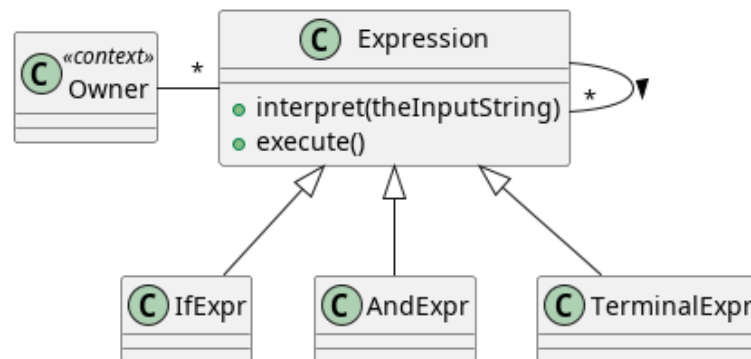 C Expression
«context»
C Owner
*
*
interpret(theInputString)
execute()
C IfExpr
C AndExpr
C TerminalExpr